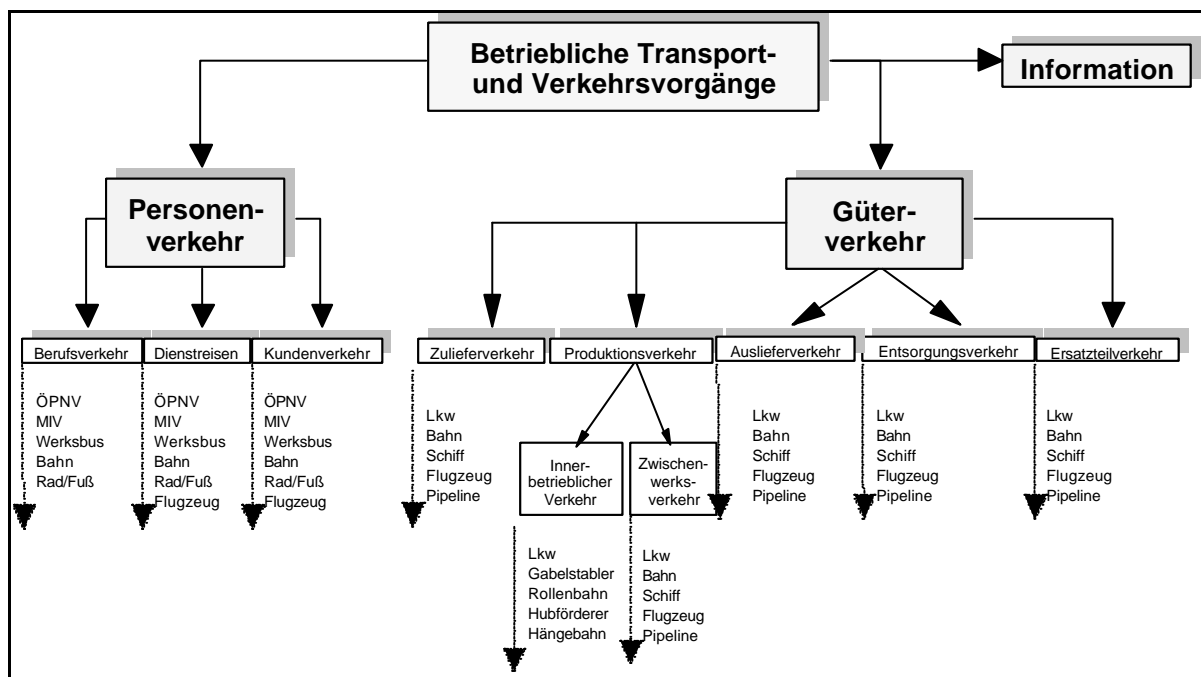 Betriebliche Transport-
und Verkehrsvorgänge
Information
Personen-
verkehr
Güter-
verkehr
Berufsverkehr
Dienstreisen
Kundenverkehr
Zulieferverkehr
Produktionsverkehr
Auslieferverkehr
Entsorgungsverkehr
Ersatzteilverkehr
ÖPNV
MIV
Werksbus
Bahn
Rad/Fuß
ÖPNV
MIV
Werksbus
Bahn
Rad/Fuß
Flugzeug
ÖPNV
MIV
Werksbus
Bahn
Rad/Fuß
Flugzeug
Lkw
Bahn
Schiff
Flugzeug
Pipeline
Inner-
betrieblicher
Verkehr
Zwischen-
werks-
verkehr
Lkw
Gabelstabler
Rollenbahn
Hubförderer
Hängebahn
Lkw
Bahn
Schiff
Flugzeug
Pipeline
Lkw
Bahn
Schiff
Flugzeug
Pipeline
Lkw
Bahn
Schiff
Flugzeug
Pipeline
Lkw
Bahn
Schiff
Flugzeug
Pipeline